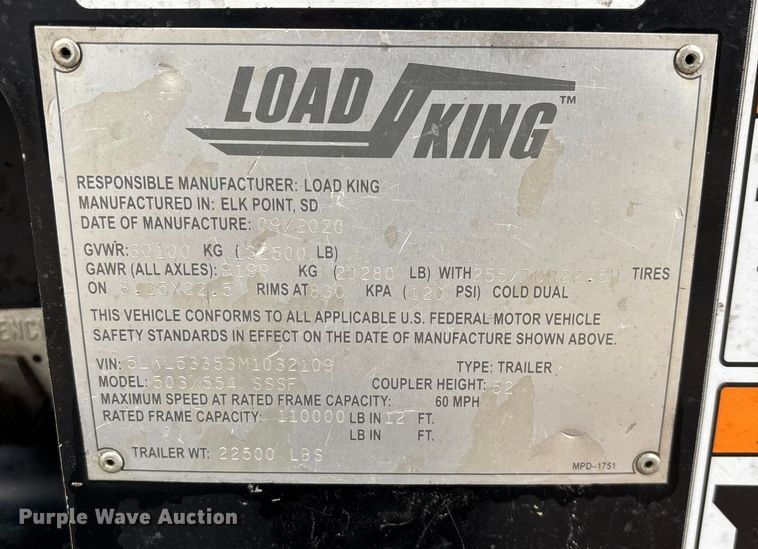 LOAD KING™
RESPONSIBLE MANUFACTURER: LOAD KING
MANUFACTURED IN: ELK POINT, SD
DATE OF MANUFACTURE: 09/2020
GVWR: 60100 KG (132500 LB)
GAWR (ALL AXLES): 9199 KG (20280 LB) WITH 255/70R22.5H TIRES
ON 8.25X22.5 RIMS AT 830 KPA (120 PSI) COLD DUAL
THIS VEHICLE CONFORMS TO ALL APPLICABLE U.S. FEDERAL MOTOR VEHICLE
SAFETY STANDARDS IN EFFECT ON THE DATE OF MANUFACTURE SHOWN ABOVE.
VIN: 5LKL53353M1032109 TYPE: TRAILER
MODEL: 503/554 SSSF COUPLER HEIGHT: 52
MAXIMUM SPEED AT RATED FRAME CAPACITY: 60 MPH
RATED FRAME CAPACITY: 110000 LB IN 12 FT.
LB IN FT.
TRAILER WT: 22500 LBS
MPD-1751
Purple Wave Auction